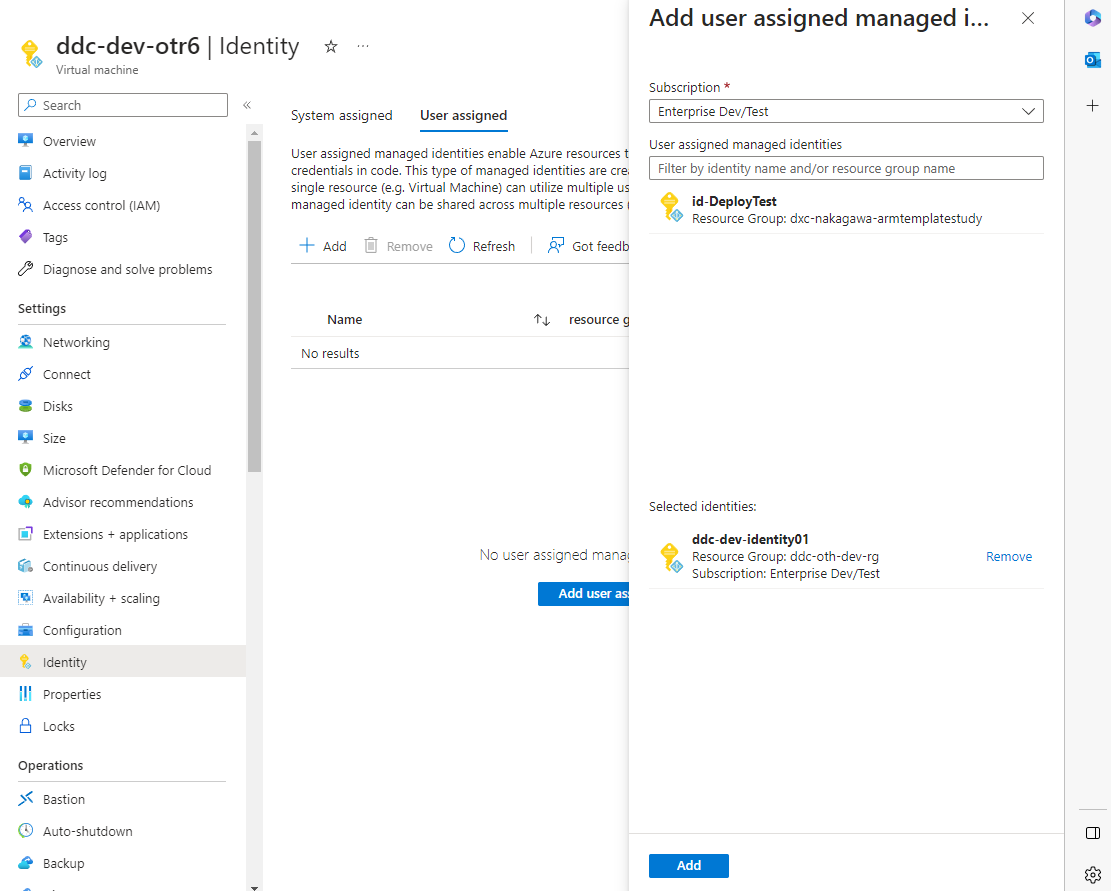 ddc-dev-otr6 | Identity
Virtual machine
Search
Overview
Activity log
Access control (IAM)
Tags
Diagnose and solve problems
Settings
Networking
Connect
Disks
Size
Microsoft Defender for Cloud
Advisor recommendations
Extensions + applications
Continuous delivery
Availability + scaling
Configuration
Identity
Properties
Locks
Operations
Bastion
Auto-shutdown
Backup
System assigned
User assigned
User assigned managed identities enable Azure resources t
credentials in code. This type of managed identities are crea
single resource (e.g. Virtual Machine) can utilize multiple us
managed identity can be shared across multiple resources (
Add
Remove
Refresh
Got feedb
Name
resource g
No results
No user assigned manag
Add user ass
Add user assigned managed i...
Subscription *
Enterprise Dev/Test
User assigned managed identities
Filter by identity name and/or resource group name
id-DeployTest
Resource Group: dxc-nakagawa-armtemplatestudy
Selected identities:
ddc-dev-identity01
Resource Group: ddc-oth-dev-rg
Remove
Subscription: Enterprise Dev/Test
Add